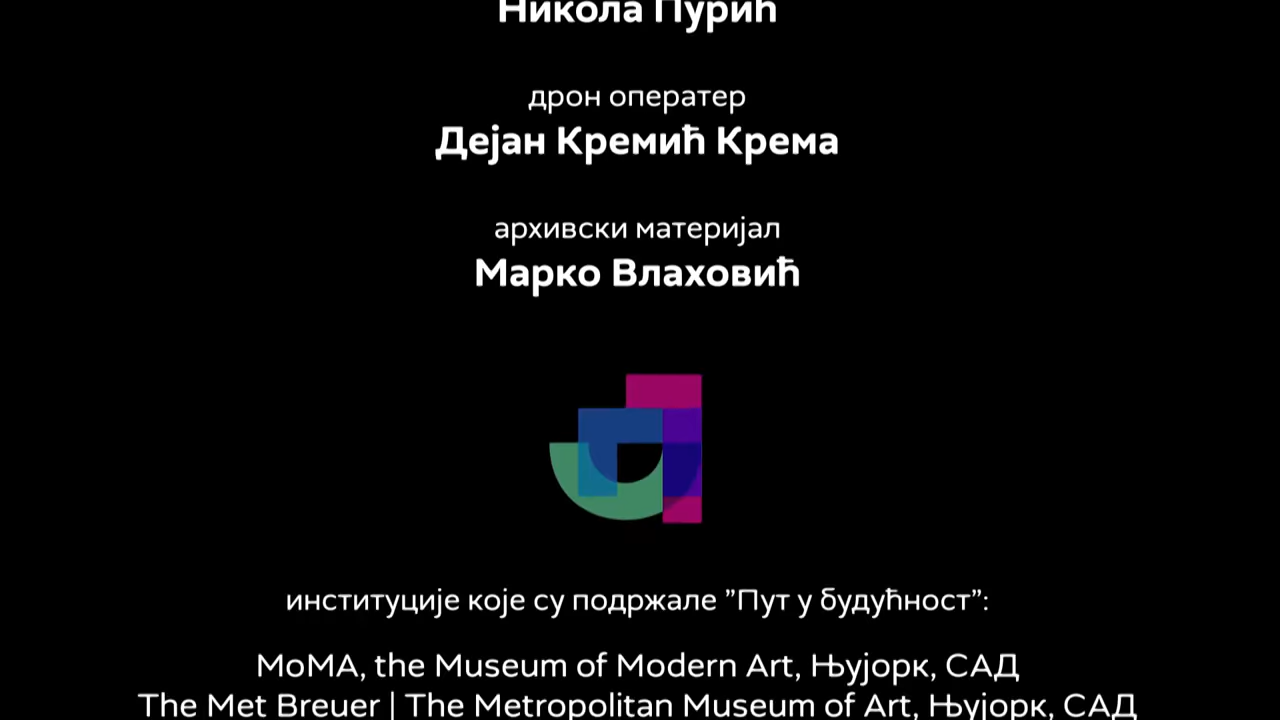 Никола Пурић
дрон оператер
Дејан Кремић Крема
архивски материјал
Марко Влаховић
институције које су подржале ”Пут у будућност”:
MoMA, the Museum of Modern Art, Њујорк, САД
The Met Breuer | The Metropolitan Museum of Art, Њујорк, САД